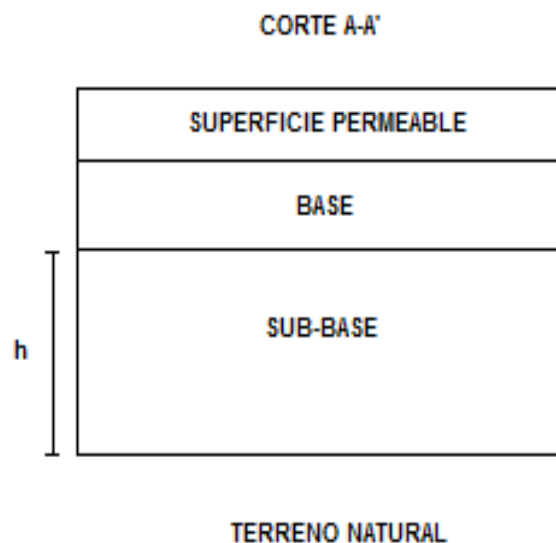 CORTE A-A'
SUPERFICIE PERMEABLE
BASE
SUB-BASE
h
TERRENO NATURAL